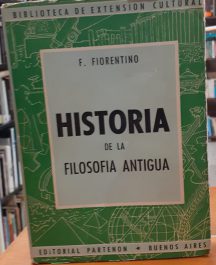 BIBLIOTECA DE EXTENSION CULTURAL
F. FIORENTINO
HISTORIA
DE LA
FILOSOFIA ANTIGUA
EDITORIAL PARTENON • BUENOS AIRES